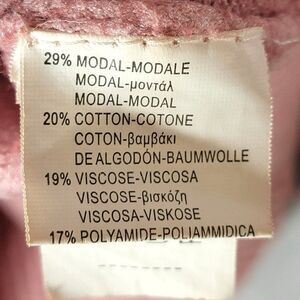 29% MODAL-MODALE
MODAL-μοντάλ
MODAL-MODAL
20% COTTON-COTONE
COTON-βαμβάκι
DE ALGODÓN-BAUMWOLLE
19% VISCOSE-VISCOSA
VISCOSE-βισκόζη
VISCOSA-VISKOSE
17% POLYAMIDE-POLIAMMIDICA